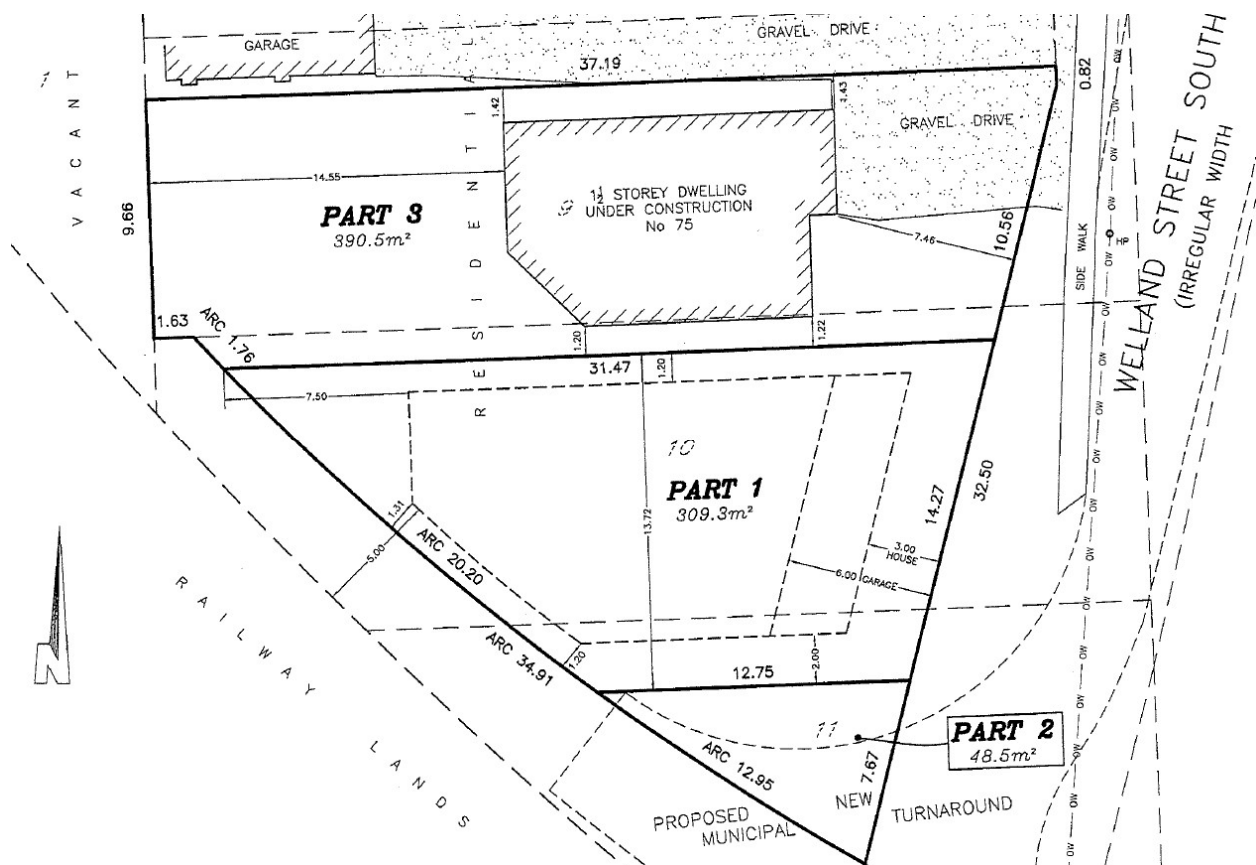 GARAGE
GRAVEL DRIVE
37.19
0.82
1
VACANT
1.42
1.43
GRAVEL DRIVE
OW
WELLAND STREET SOUTH
(IRREGULAR WIDTH
14.55
9
1½ STOREY DWELLING
UNDER CONSTRUCTION
No 75
PART 3
390.5m²
9.66
RESIDENTIAL
7.46
10.56
SIDE WALK
HP
1.63
ARC 1.76
1.20
1.22
31.47
1.20
7.50
10
PART 1
309.3m²
13.72
14.27
32.50
1.31
5.00
ARC 20.20
3.00
HOUSE
6.00 GARAGE
RAILWAY LANDS
N
ARC 34.91
1.20
12.75
2.00
11
PART 2
48.5m²
ARC 12.95
7.67
PROPOSED NEW
MUNICIPAL TURNAROUND